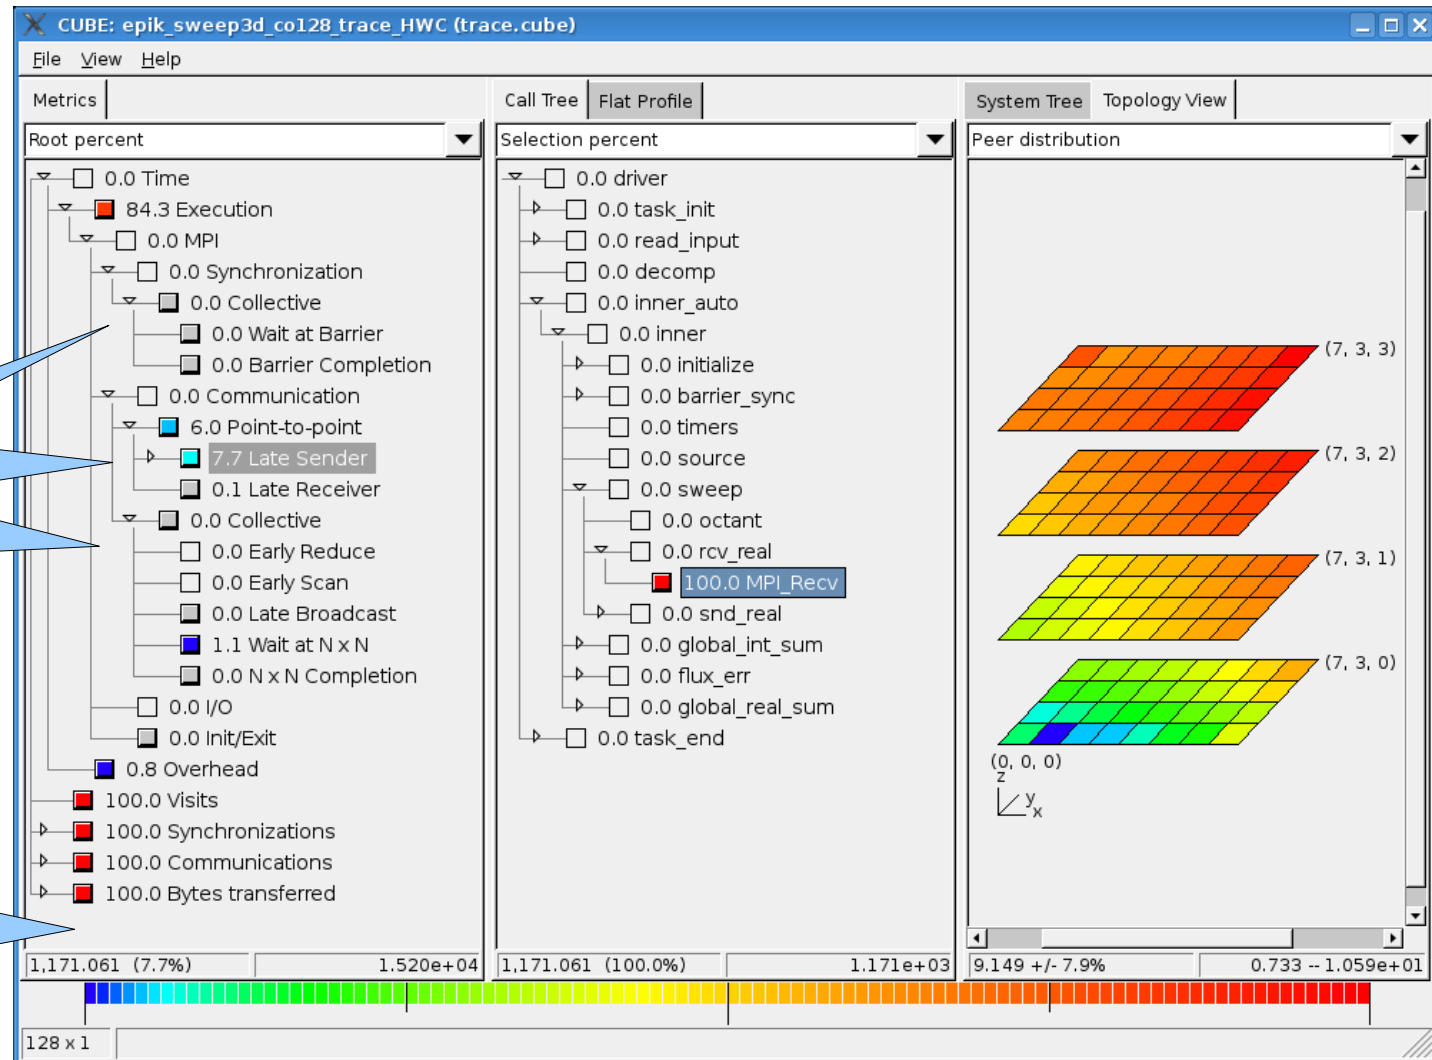 CUBE: epik_sweep3d_co128_trace_HWC (trace.cube)
File View Help
Metrics
Root percent
0.0 Time
84.3 Execution
0.0 MPI
0.0 Synchronization
0.0 Collective
0.0 Wait at Barrier
0.0 Barrier Completion
0.0 Communication
6.0 Point-to-point
7.7 Late Sender
0.1 Late Receiver
0.0 Collective
0.0 Early Reduce
0.0 Early Scan
0.0 Late Broadcast
1.1 Wait at N x N
0.0 N x N Completion
0.0 I/O
0.0 Init/Exit
0.8 Overhead
100.0 Visits
100.0 Synchronizations
100.0 Communications
100.0 Bytes transferred
1,171.061 (7.7%) 1.520e+04
Call Tree Flat Profile
Selection percent
0.0 driver
0.0 task_init
0.0 read_input
0.0 decomp
0.0 inner_auto
0.0 inner
0.0 initialize
0.0 barrier_sync
0.0 timers
0.0 source
0.0 sweep
0.0 octant
0.0 rcv_real
100.0 MPI_Recv
0.0 snd_real
0.0 global_int_sum
0.0 flux_err
0.0 global_real_sum
0.0 task_end
1,171.061 (100.0%) 1.171e+03
System Tree Topology View
Peer distribution
(7, 3, 3)
(7, 3, 2)
(7, 3, 1)
(7, 3, 0)
(0, 0, 0)
z
y
x
9.149 +/- 7.9% 0.733 -- 1.059e+01
128 x 1